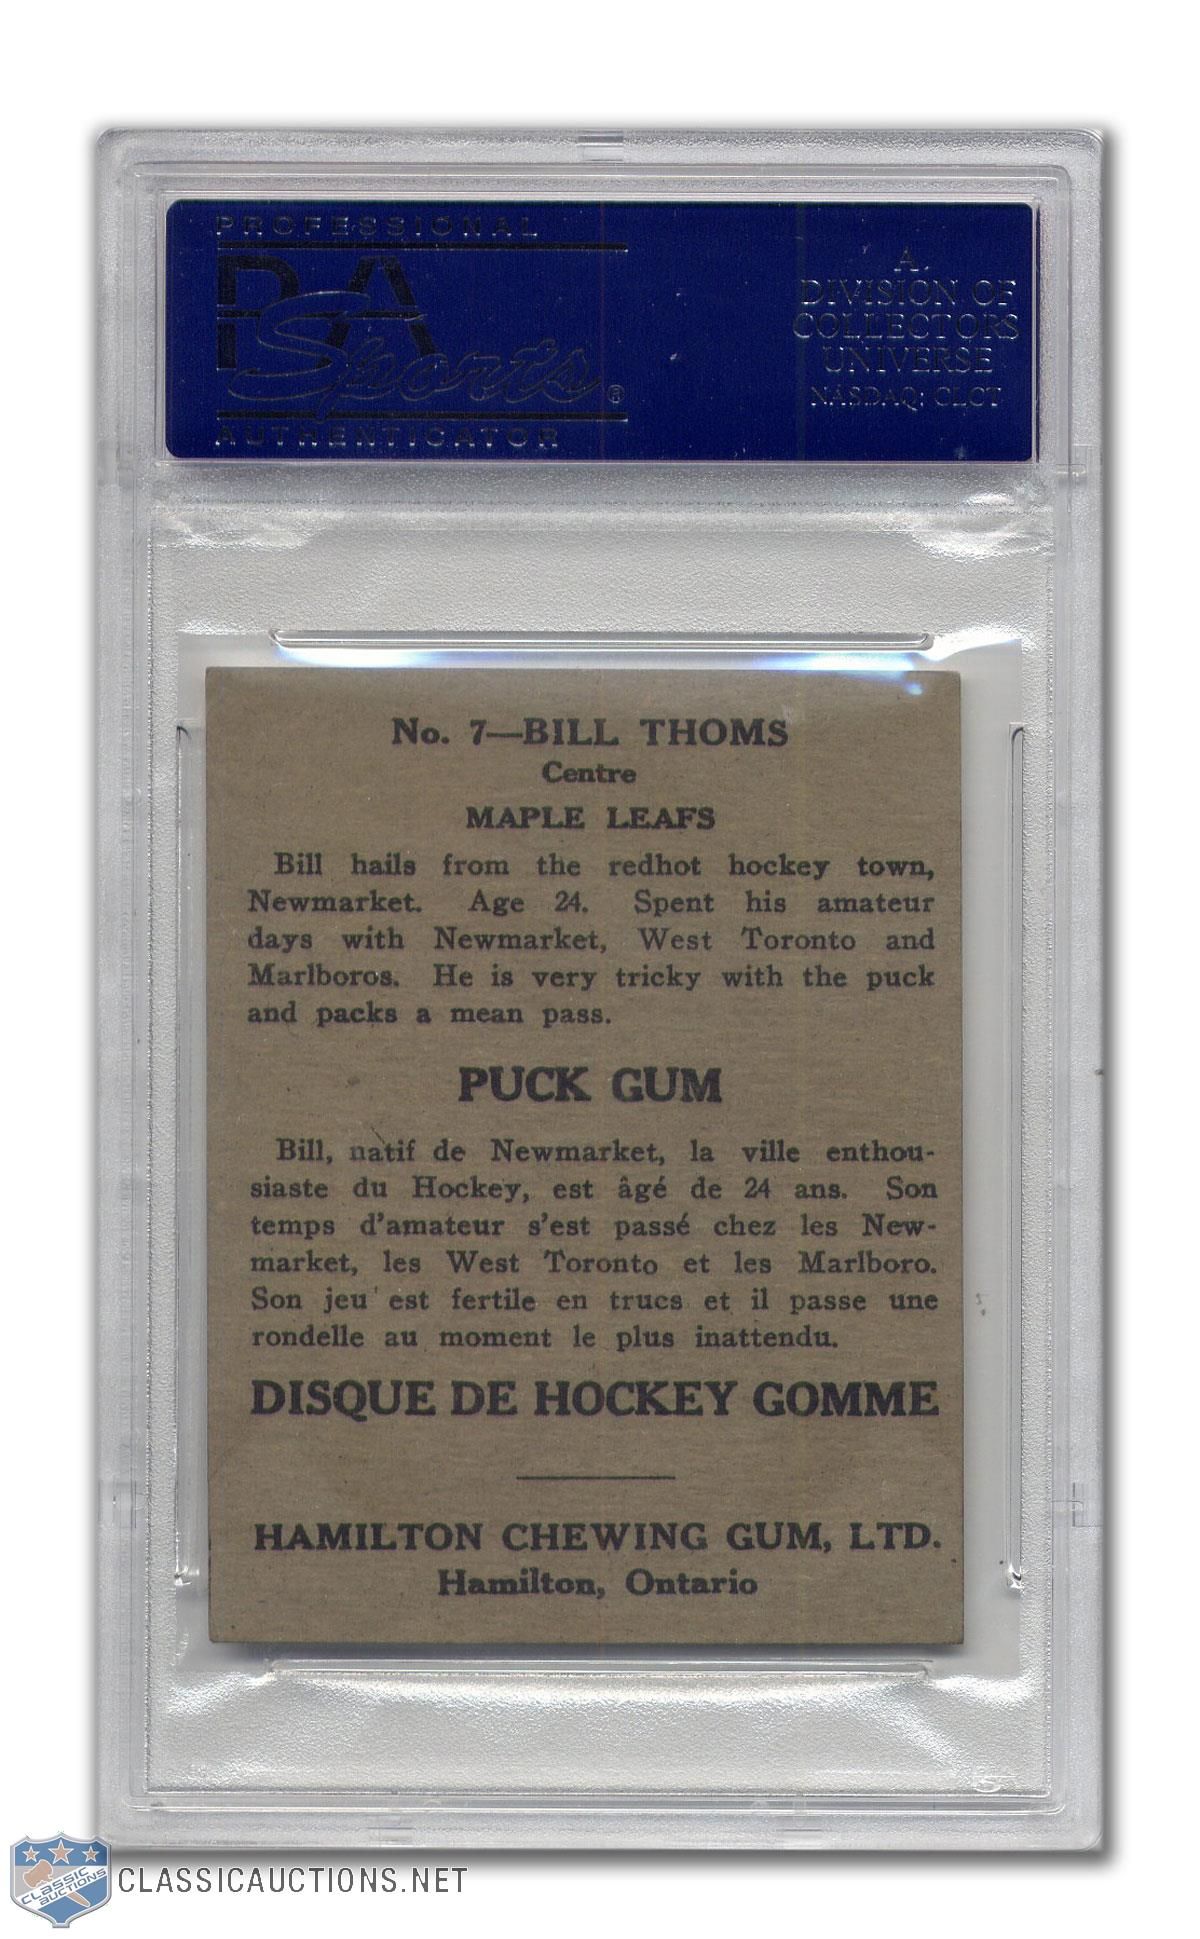 PROFESSIONAL
PSA
Sports®
AUTHENTICATOR
A
DIVISION OF
COLLECTORS
UNIVERSE
NASDAQ: CLCT
No. 7—BILL THOMS
Centre
MAPLE LEAFS
Bill hails from the redhot hockey town,
Newmarket. Age 24. Spent his amateur
days with Newmarket, West Toronto and
Marlboros. He is very tricky with the puck
and packs a mean pass.
PUCK GUM
Bill, natif de Newmarket, la ville enthou-
siaste du Hockey, est âgé de 24 ans. Son
temps d'amateur s'est passé chez les New-
market, les West Toronto et les Marlboro.
Son jeu est fertile en trucs et il passe une
rondelle au moment le plus inattendu.
DISQUE DE HOCKEY GOMME
HAMILTON CHEWING GUM, LTD.
Hamilton, Ontario
CLASSIC
AUCTIONS
CLASSICAUCTIONS.NET